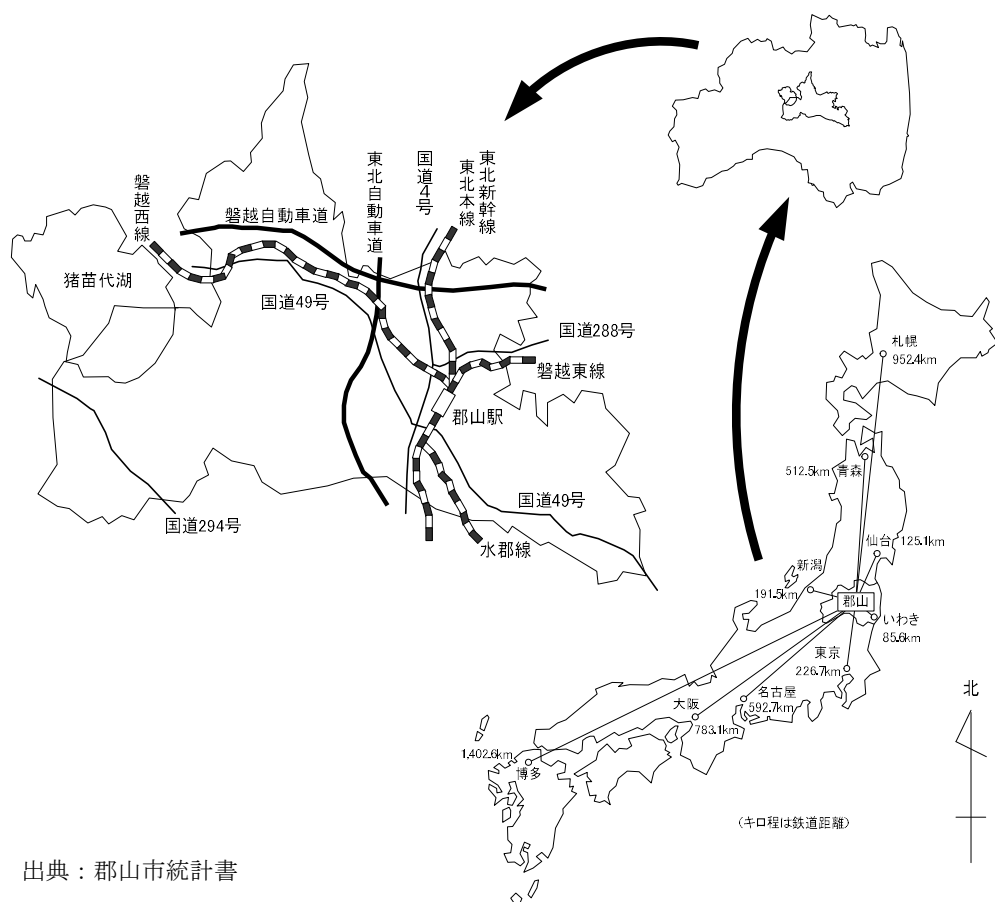 磐越西線
磐越自動車道
東北自動車道
国道4号
東北本線
東北新幹線
猪苗代湖
国道49号
国道288号
磐越東線
郡山駅
国道294号
国道49号
水郡線
札幌
952.4km
512.5km 青森
仙台 125.1km
新潟
191.5km
郡山
いわき
85.6km
東京
226.7km
名古屋
592.7km
大阪
783.1km
1,402.6km
博多
北
(キロ程は鉄道距離)
出典：郡山市統計書